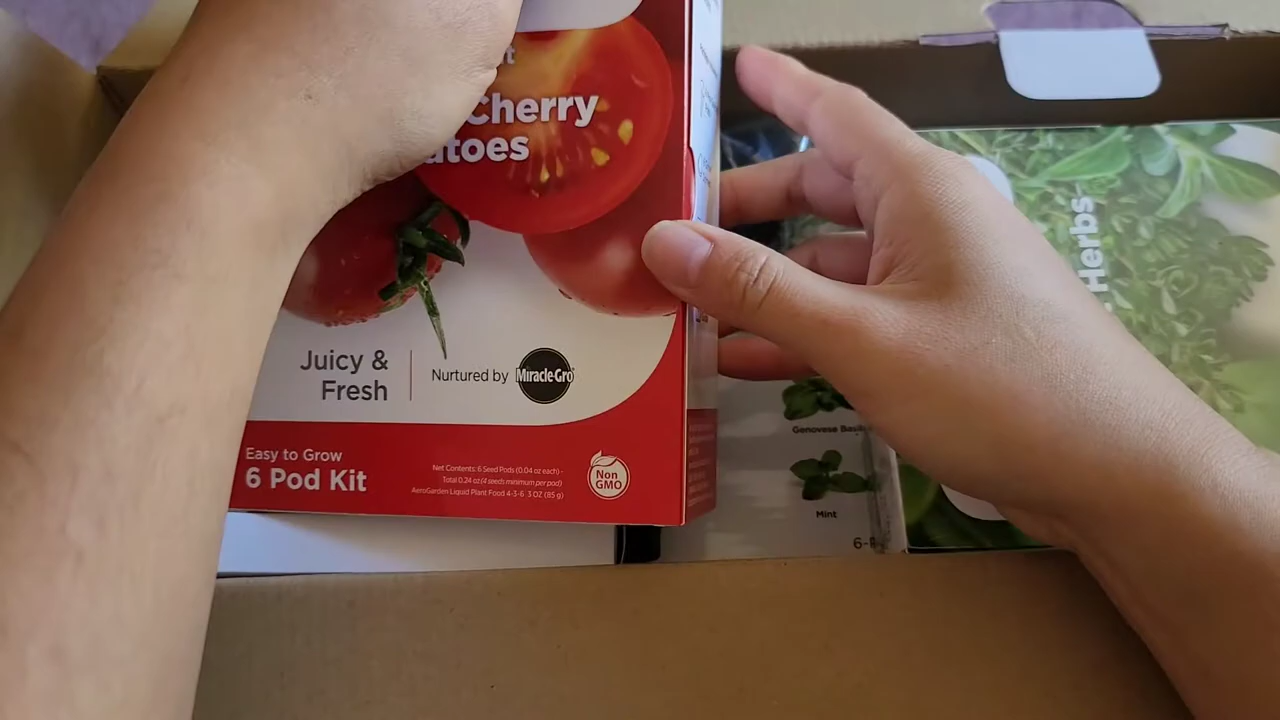 Cherry
Juicy &
Fresh
Nurtured by Miracle-Gro
Easy to Grow
6 Pod Kit
Net Contents: 6 Seed Pods (0.04 oz each) -
Total 0.24 oz (4 seeds minimum per pod)
AeroGarden Liquid Plant Food 4-3-6 3 OZ (85 g)
Non
GMO
Herbs
Genovese Basil
Mint